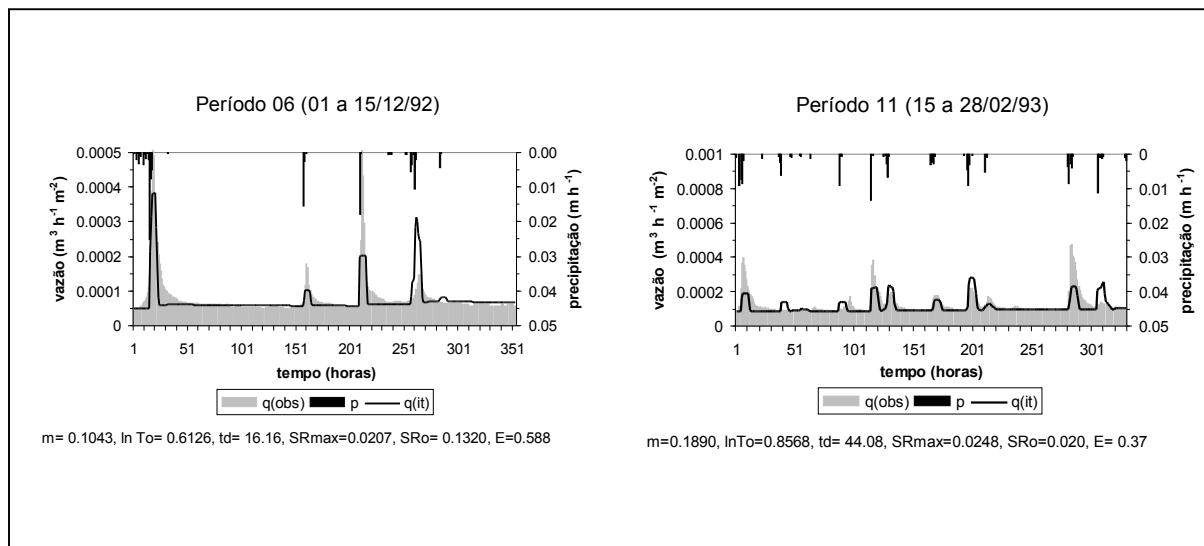 Período 06 (01 a 15/12/92)
vazão (m³ h⁻¹ m⁻²)
0.0005
0.0004
0.0003
0.0002
0.0001
0
0.00
0.01
0.02
0.03
0.04
0.05
precipitação (m h⁻¹)
1 51 101 151 201 251 301 351
tempo (horas)
q(obs) p q(it)
m= 0.1043, ln To= 0.6126, td= 16.16, SRmax=0.0207, SRo= 0.1320, E=0.588
Período 11 (15 a 28/02/93)
vazão (m³ h⁻¹ m⁻²)
0.001
0.0008
0.0006
0.0004
0.0002
0
0
0.01
0.02
0.03
0.04
0.05
precipitação (m h⁻¹)
1 51 101 151 201 251 301
tempo (horas)
q(obs) p q(it)
m=0.1890, lnTo=0.8568, td= 44.08, SRmax=0.0248, SRo=0.020, E= 0.37